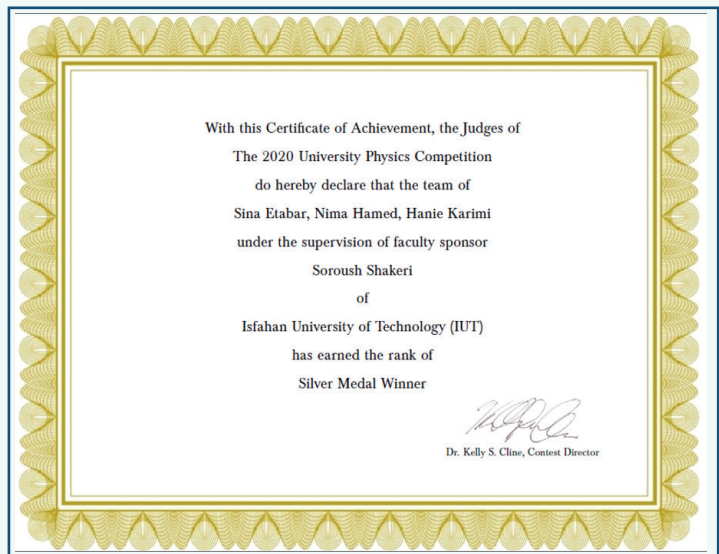 With this Certificate of Achievement, the Judges of
The 2020 University Physics Competition
do hereby declare that the team of
Sina Etabar, Nima Hamed, Hanie Karimi
under the supervision of faculty sponsor
Soroush Shakeri
of
Isfahan University of Technology (IUT)
has earned the rank of
Silver Medal Winner
Dr. Kelly S. Cline, Contest Director